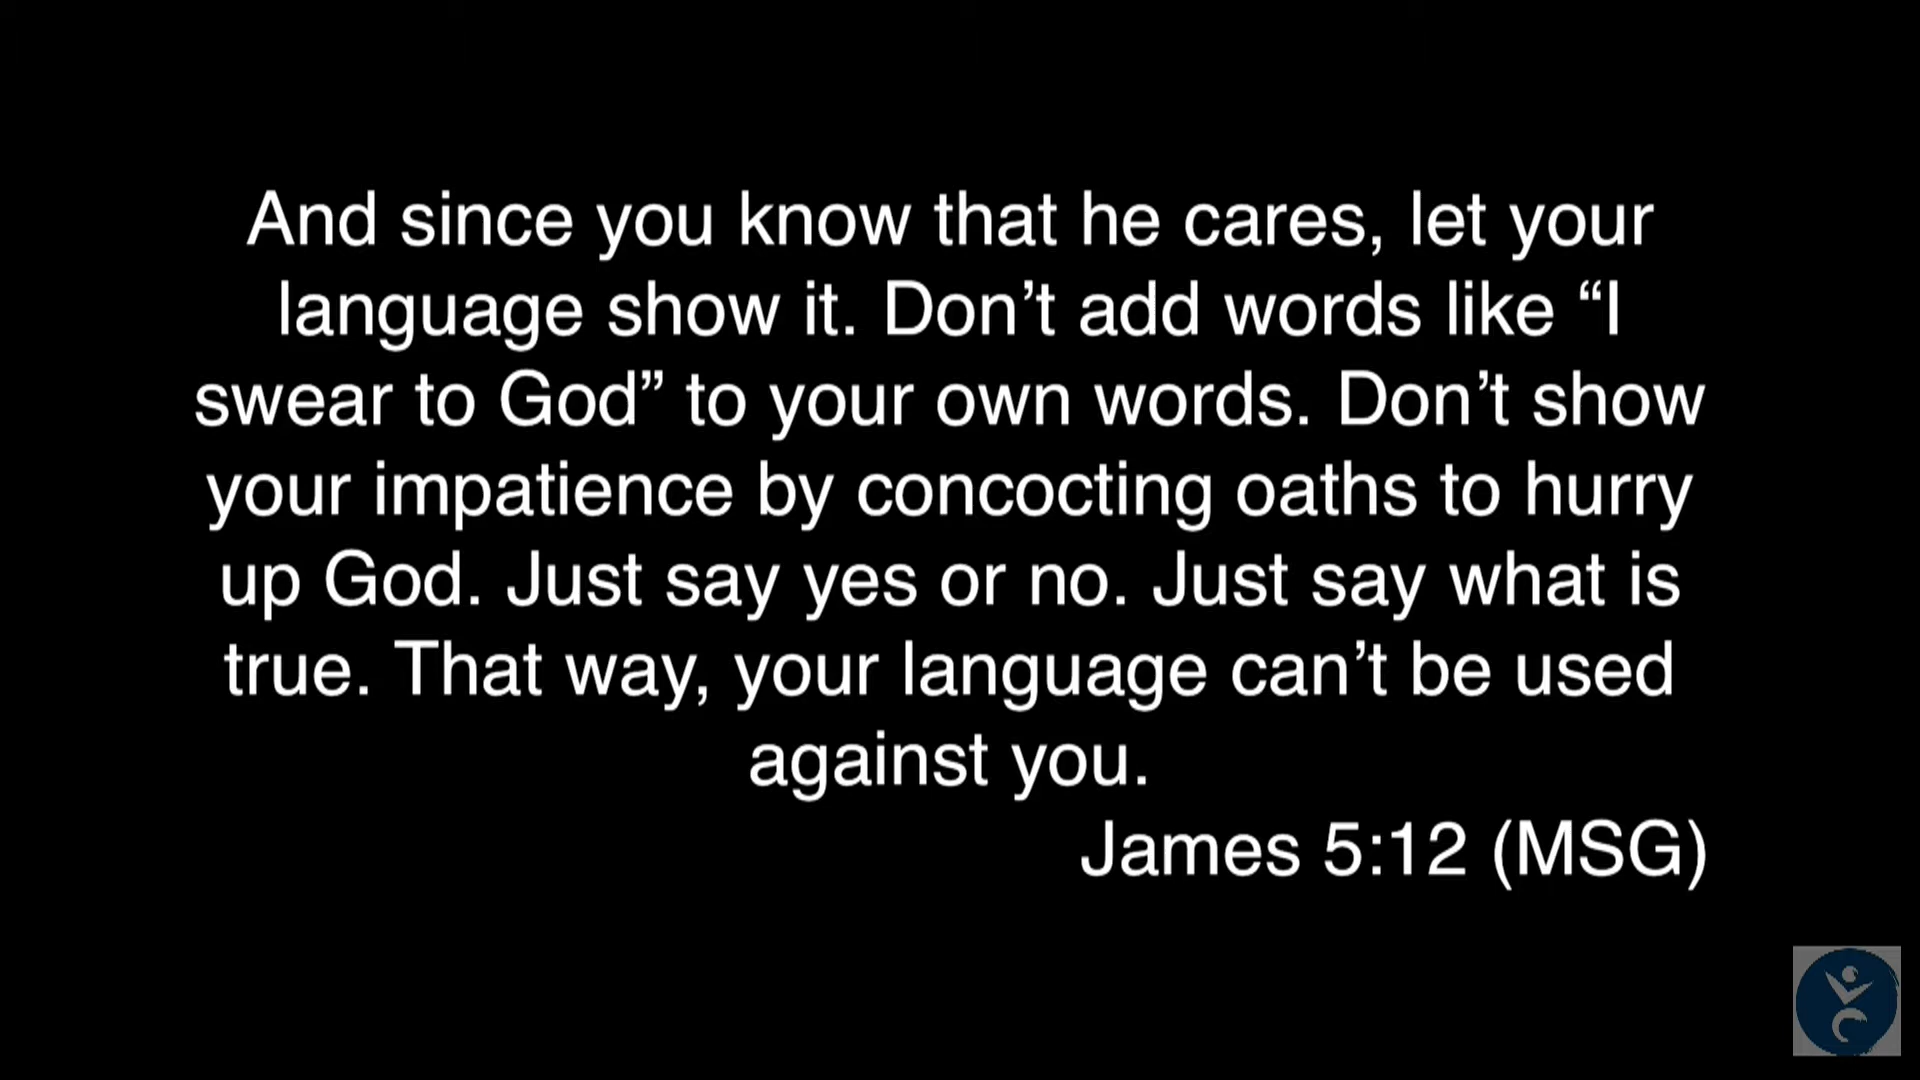 And since you know that he cares, let your
language show it. Don’t add words like “I
swear to God” to your own words. Don’t show
your impatience by concocting oaths to hurry
up God. Just say yes or no. Just say what is
true. That way, your language can’t be used
against you.
James 5:12 (MSG)